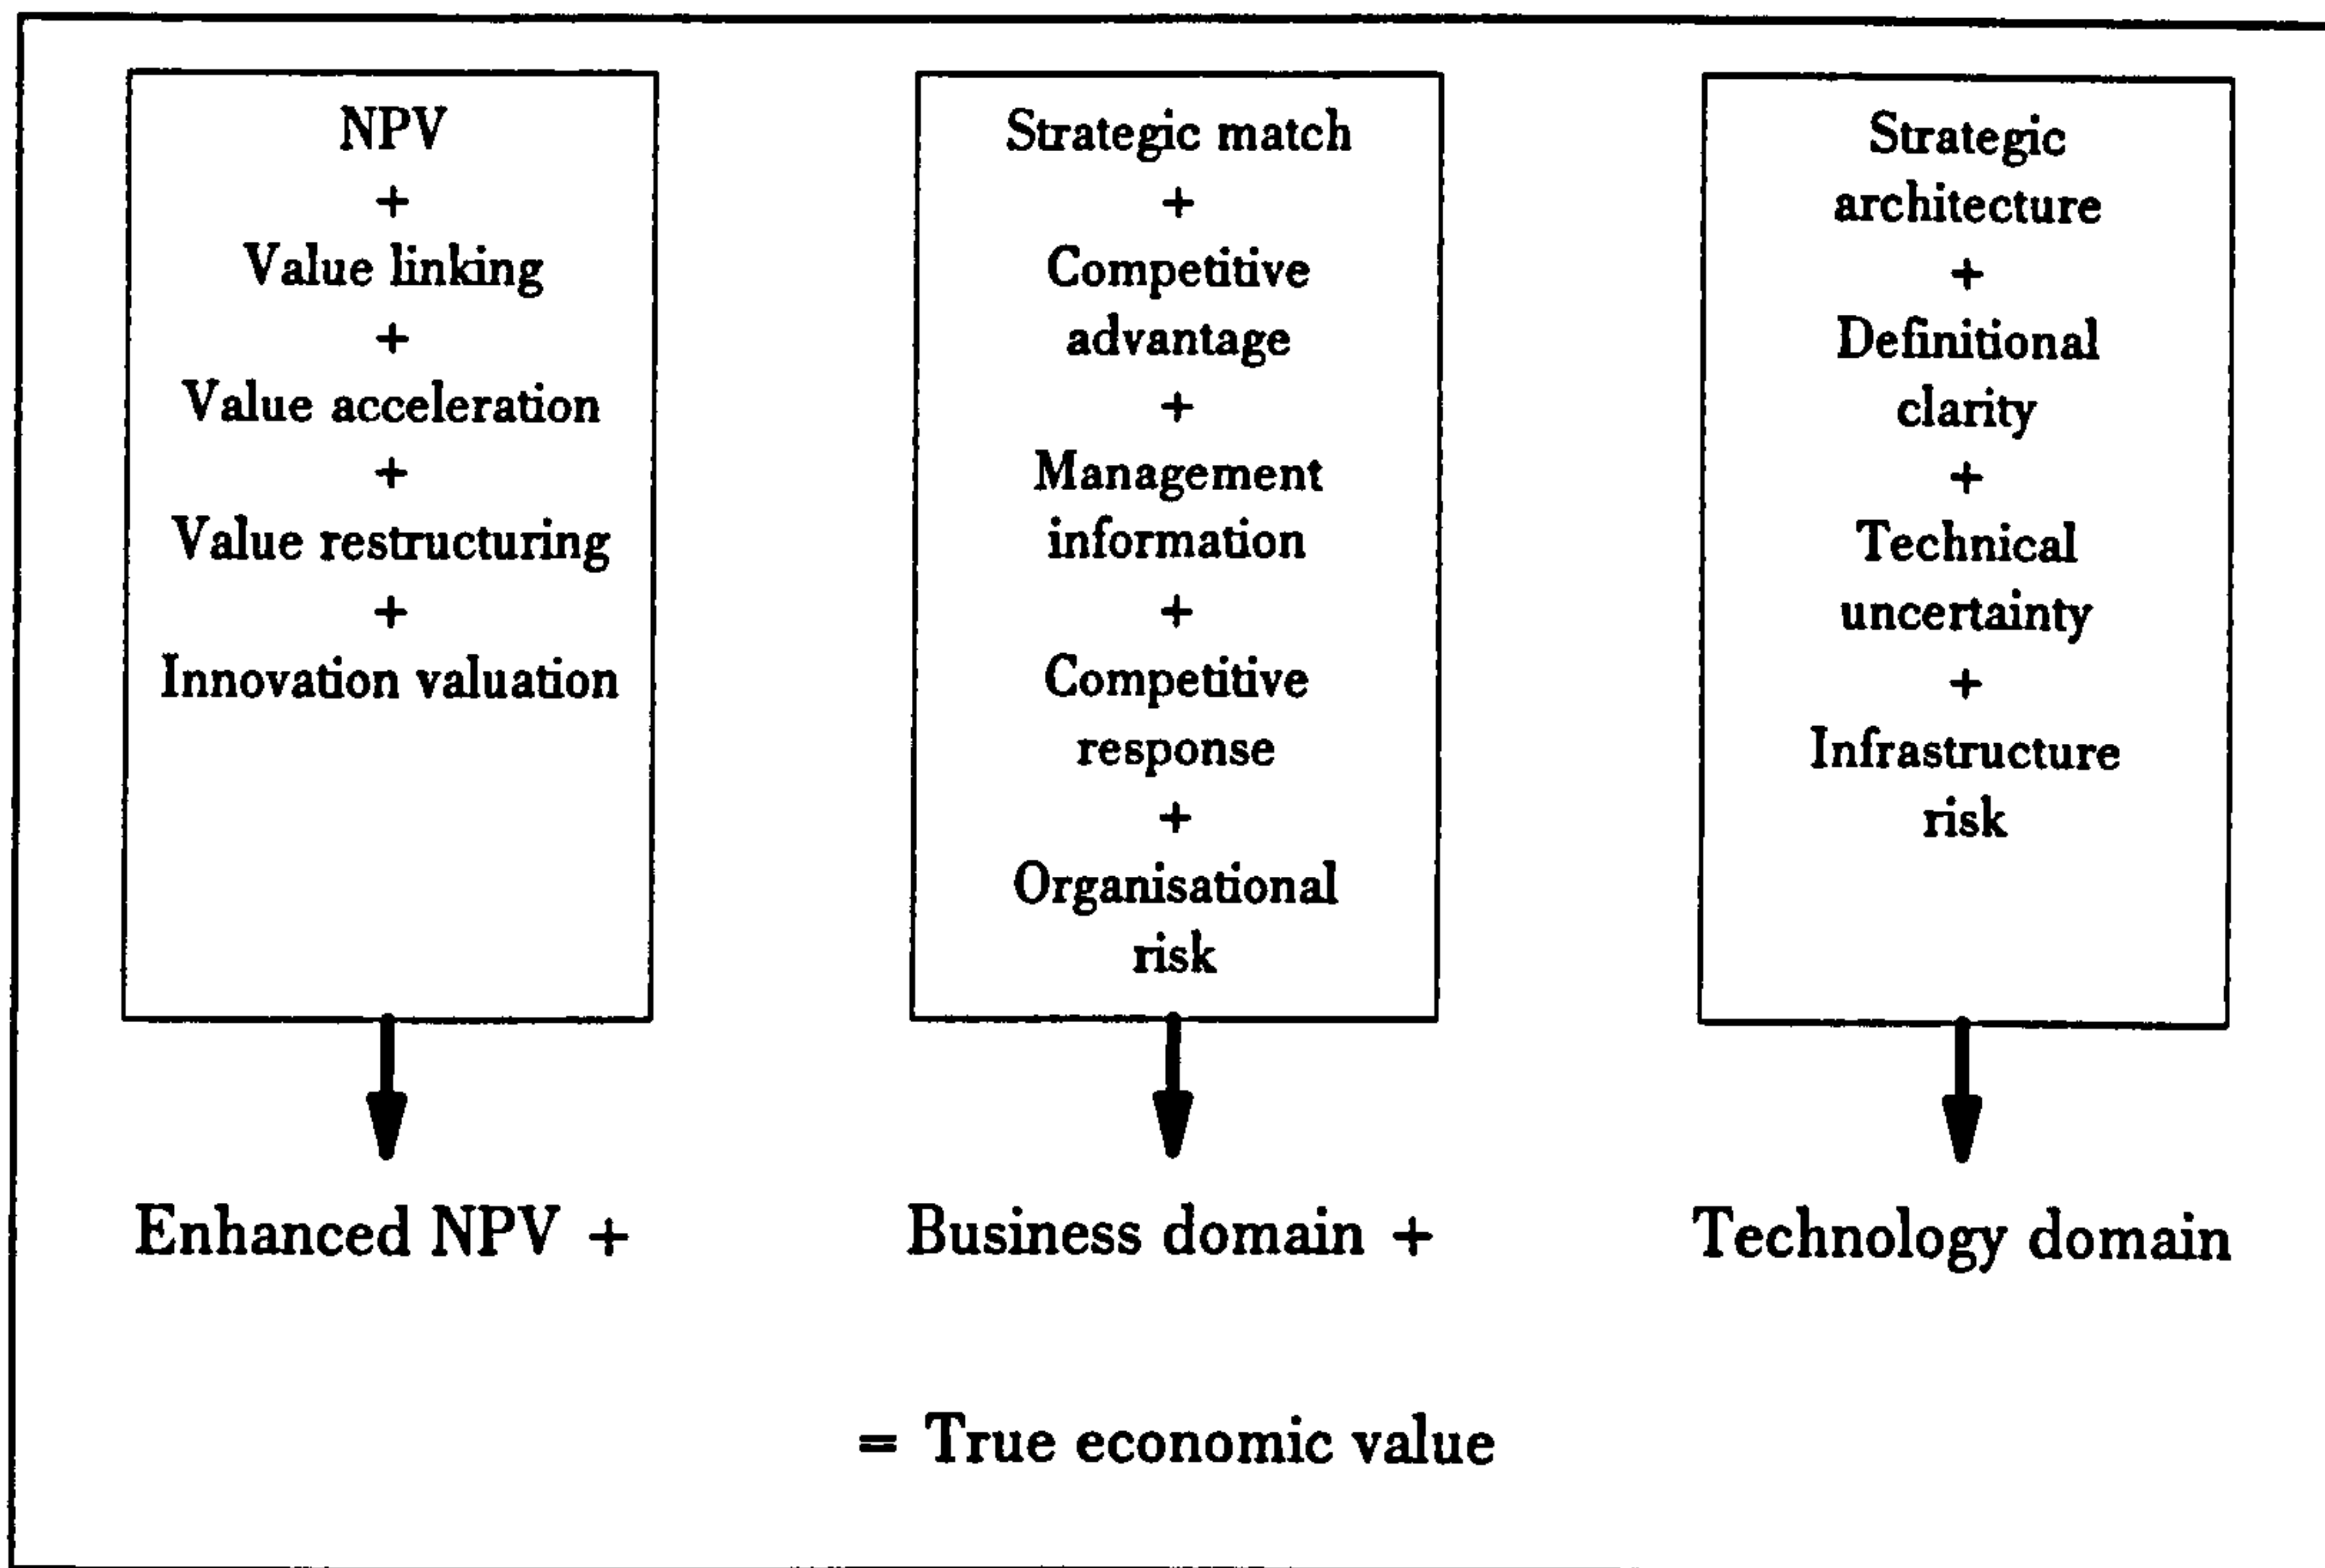 NPV
+
Value linking
+
Value acceleration
+
Value restructuring
+
Innovation valuation
Strategic match
+
Competitive
advantage
+
Management
information
+
Competitive
response
+
Organisational
risk
Strategic
architecture
+
Definitional
clarity
+
Technical
uncertainty
+
Infrastructure
risk
Enhanced NPV +
Business domain +
Technology domain
= True economic value